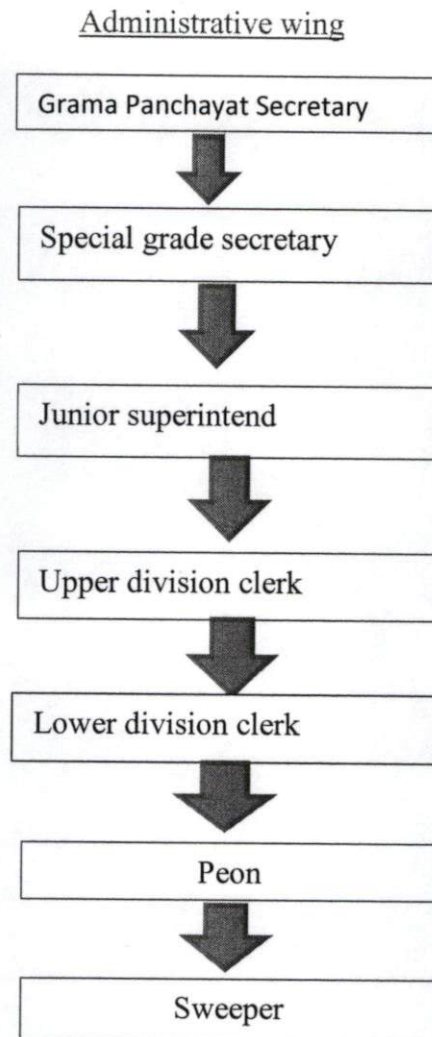 Administrative wing
Grama Panchayat Secretary
Special grade secretary
Junior superintend
Upper division clerk
Lower division clerk
Peon
Sweeper